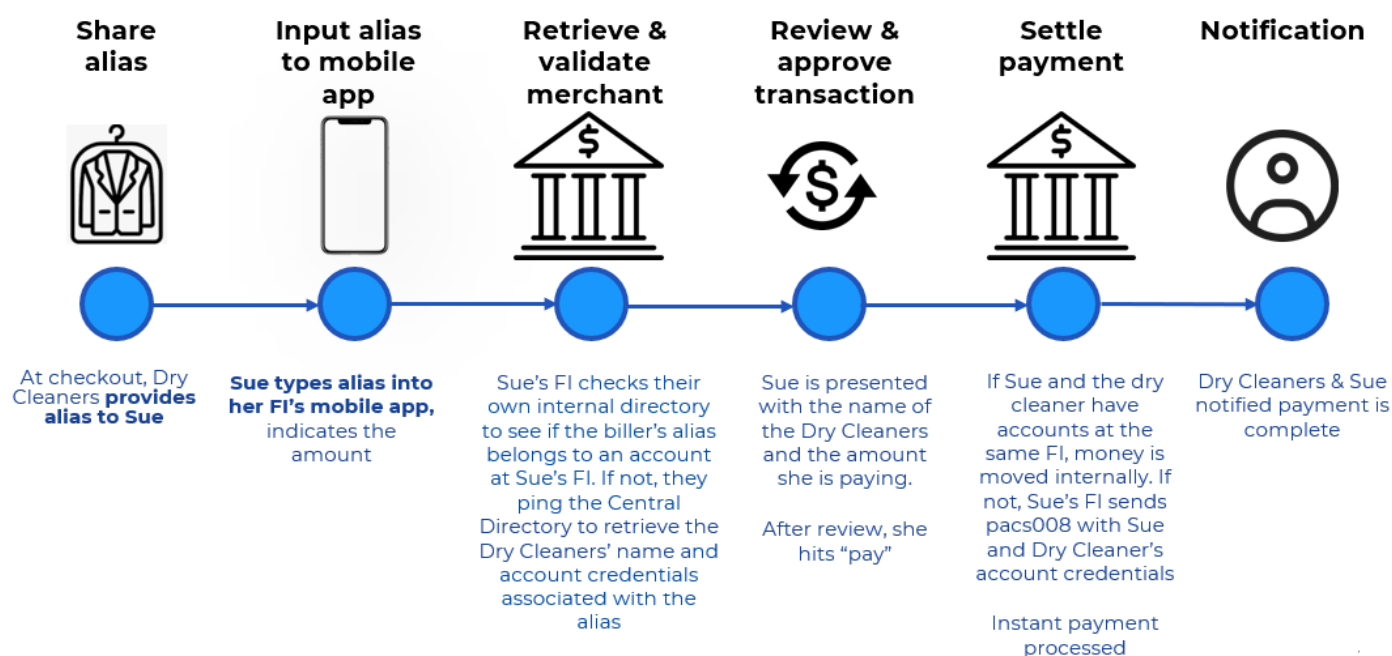 Share
alias
Input alias
to mobile
app
Retrieve &
validate
merchant
Review &
approve
transaction
Settle
payment
Notification
$
$
$
At checkout, Dry
Cleaners provides
alias to Sue
Sue types alias into
her FI’s mobile app,
indicates the
amount
Sue’s FI checks their
own internal directory
to see if the biller’s alias
belongs to an account
at Sue’s FI. If not, they
ping the Central
Directory to retrieve the
Dry Cleaners’ name and
account credentials
associated with the
alias
Sue is presented
with the name of
the Dry Cleaners
and the amount
she is paying.
After review, she
hits “pay”
If Sue and the dry
cleaner have
accounts at the
same FI, money is
moved internally. If
not, Sue’s FI sends
pacs008 with Sue
and Dry Cleaner’s
account credentials
Instant payment
processed
Dry Cleaners & Sue
notified payment is
complete